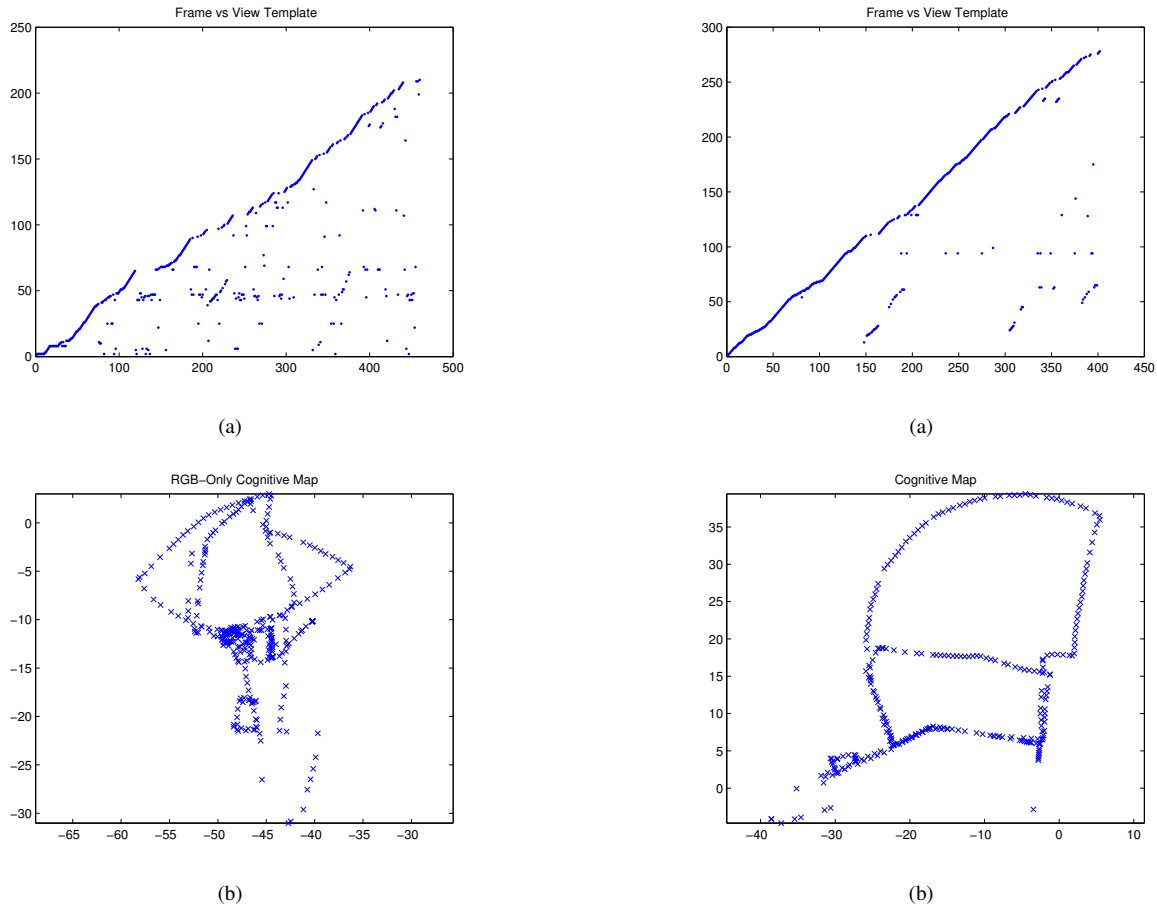 Frame vs View Template
250
200
150
100
50
0
0 100 200 300 400 500
(a)
Frame vs View Template
300
250
200
150
100
50
0
0 50 100 150 200 250 300 350 400 450
(a)
RGB−Only Cognitive Map
0
−5
−10
−15
−20
−25
−30
−65 −60 −55 −50 −45 −40 −35 −30
(b)
Cognitive Map
35
30
25
20
15
10
5
0
−40 −30 −20 −10 0 10
(b)